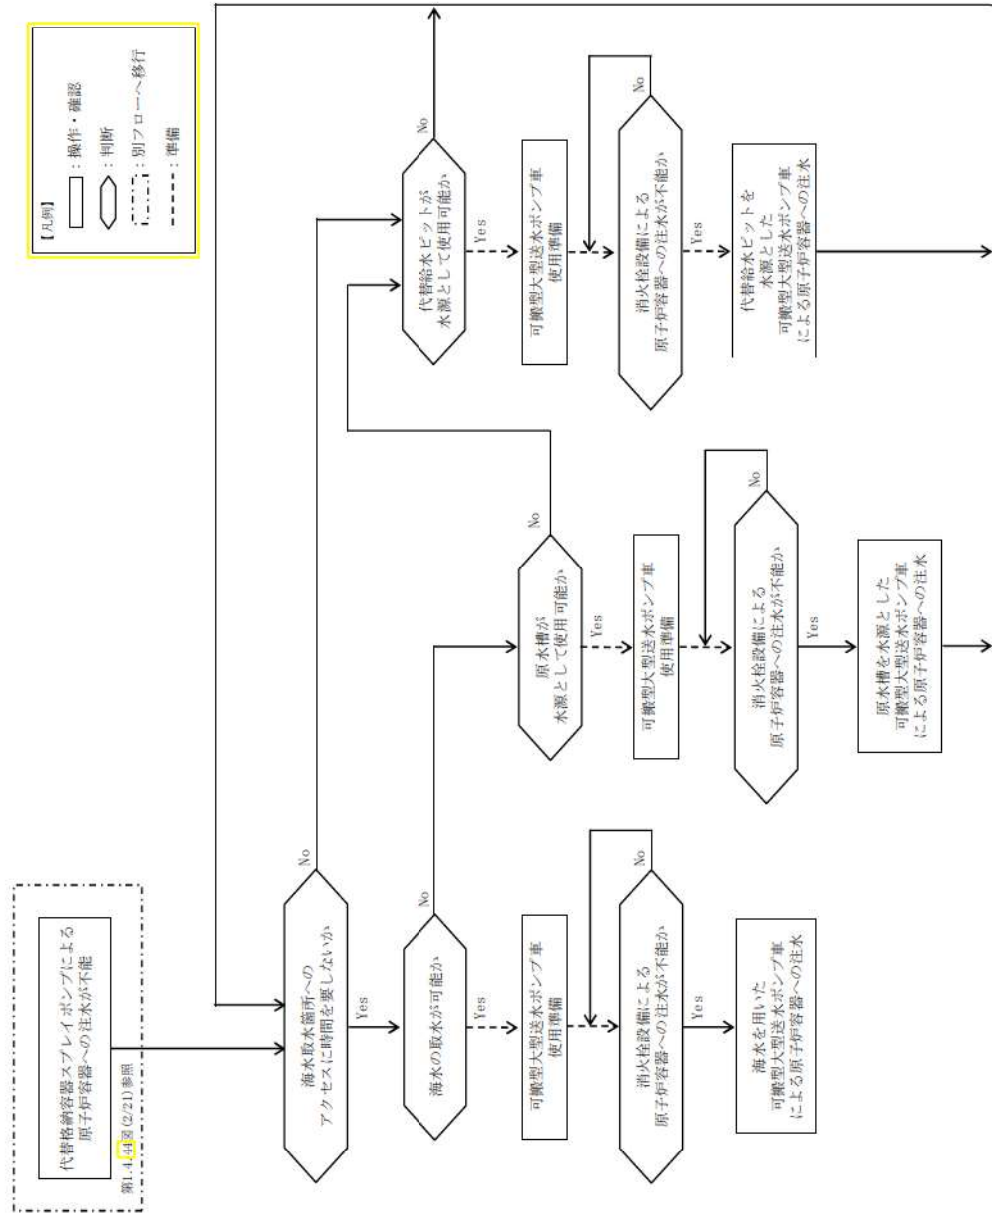 【凡例】
：操作・確認
：判断
：別フローへ移行
：準備
代替格納容器スプレイポンプによる
原子炉容器への注水が不能
第1.4.44図(2/21)参照
海水取水箇所への
アクセスに時間を要しないか
No
Yes
海水の取水が可能か
No
Yes
可搬型大型送水ポンプ車
使用準備
消火栓設備による
原子炉容器への注水が不能か
No
Yes
海水を用いた
可搬型大型送水ポンプ車
による原子炉容器への注水
原水槽が
水源として使用可能か
No
Yes
可搬型大型送水ポンプ車
使用準備
消火栓設備による
原子炉容器への注水が不能か
No
Yes
原水槽を水源とした
可搬型大型送水ポンプ車
による原子炉容器への注水
代替給水ピットが
水源として使用可能か
No
Yes
可搬型大型送水ポンプ車
使用準備
消火栓設備による
原子炉容器への注水が不能か
No
Yes
代替給水ピットを
水源とした
可搬型大型送水ポンプ車
による原子炉容器への注水